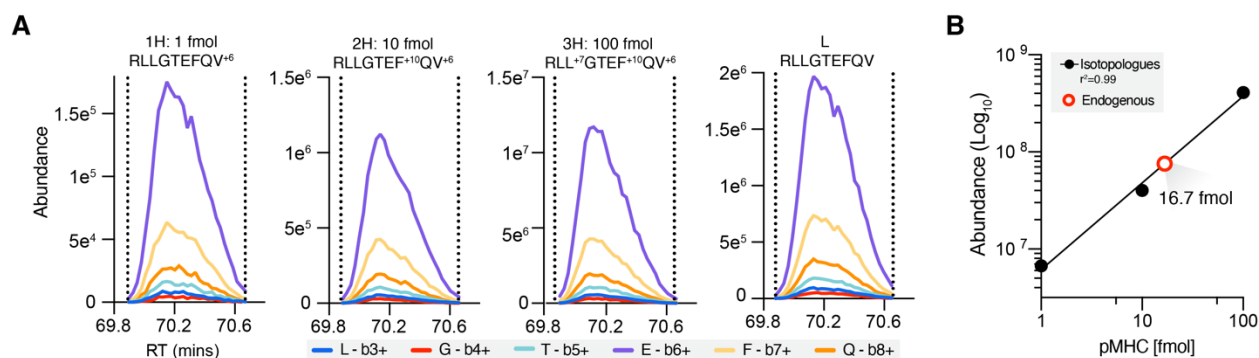 A
1H: 1 fmol
RLLGTEFQV+6
2H: 10 fmol
RLLGTEF+10QV+6
3H: 100 fmol
RLL+7GTEF+10QV+6
L
RLLGTEFQV
Abundance
1.5e5
1e5
5e4
0
69.8 70.2 70.6
RT (mins)
1.5e6
1e6
5e5
0
69.8 70.2 70.6
1.5e7
1e7
5e6
0
69.8 70.2 70.6
2e6
1.5e6
1e6
5e5
0
69.8 70.2 70.6
L - b3+ G - b4+ T - b5+ E - b6+ F - b7+ Q - b8+
B
Abundance (Log10)
10^9
10^8
10^7
Isotopologues
r²=0.99
Endogenous
16.7 fmol
1 10 100
pMHC [fmol]